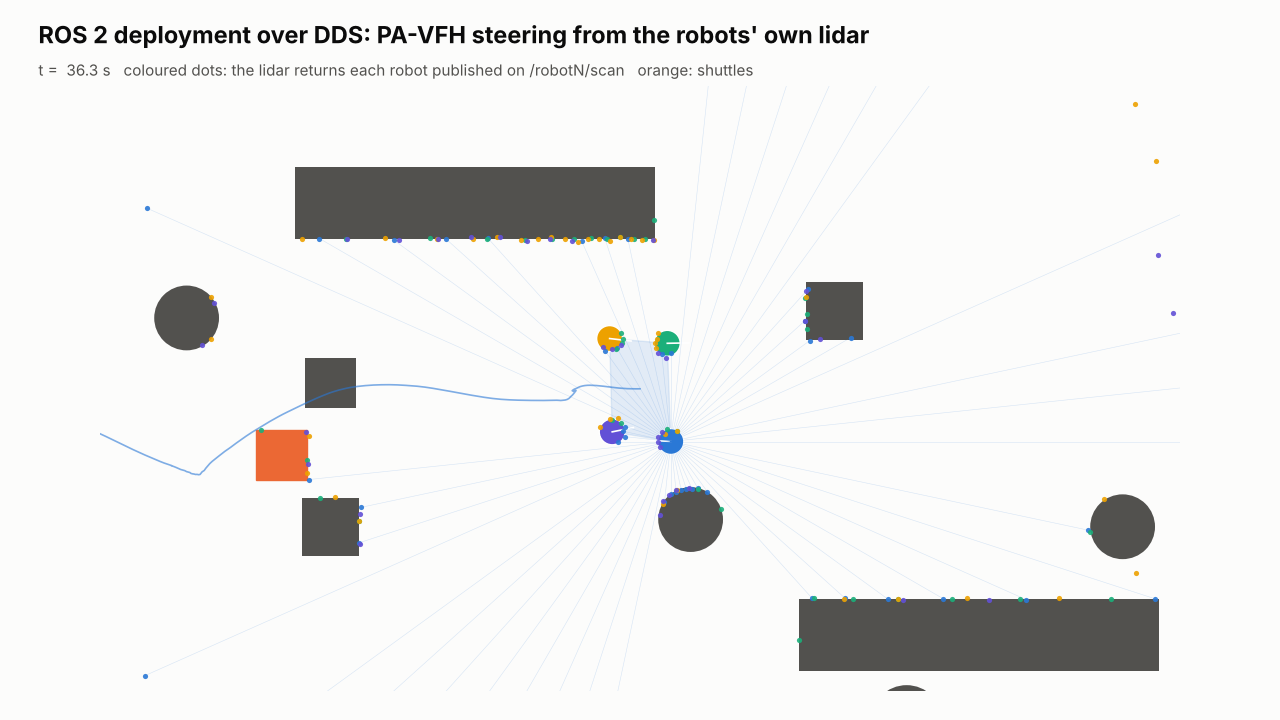 ROS 2 deployment over DDS: PA-VFH steering from the robots' own lidar
t =  36.3 s   coloured dots: the lidar returns each robot published on /robotN/scan   orange: shuttles